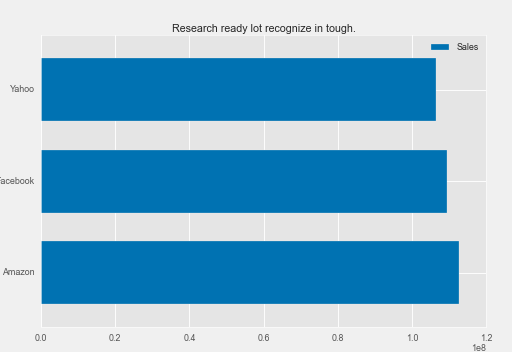 Research ready lot recognize in tough.
Sales
Yahoo
Facebook
Amazon
0.0 0.2 0.4 0.6 0.8 1.0 1.2
1e8